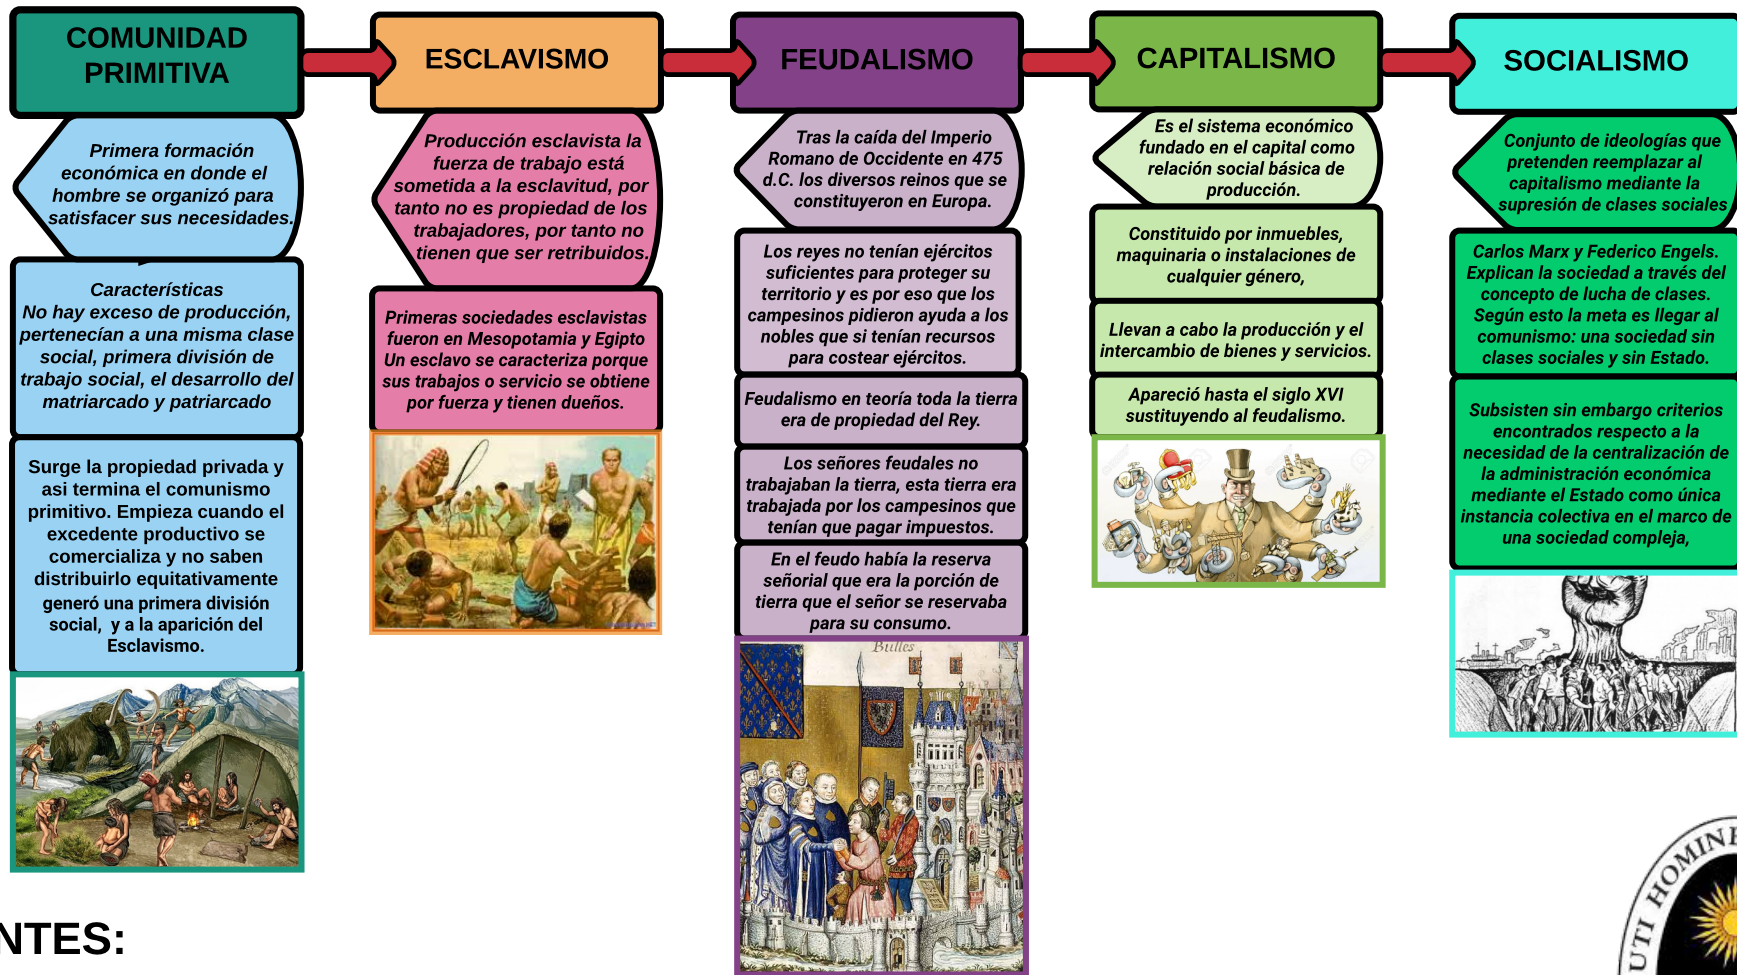 COMUNIDAD
PRIMITIVA
Primera formación
económica en donde el
hombre se organizó para
satisfacer sus necesidades.
Características
No hay exceso de producción,
pertenecían a una misma clase
social, primera división de
trabajo social, el desarrollo del
matriarcado y patriarcado
Surge la propiedad privada y
asi termina el comunismo
primitivo. Empieza cuando el
excedente productivo se
comercializa y no saben
distribuirlo equitativamente
generó una primera división
social, y a la aparición del
Esclavismo.
ESCLAVISMO
Producción esclavista la
fuerza de trabajo está
sometida a la esclavitud, por
tanto no es propiedad de los
trabajadores, por tanto no
tienen que ser retribuidos.
Primeras sociedades esclavistas
fueron en Mesopotamia y Egipto
Un esclavo se caracteriza porque
sus trabajos o servicio se obtiene
por fuerza y tienen dueños.
FEUDALISMO
Tras la caída del Imperio
Romano de Occidente en 475
d.C. los diversos reinos que se
constituyeron en Europa.
Los reyes no tenían ejércitos
suficientes para proteger su
territorio y es por eso que los
campesinos pidieron ayuda a los
nobles que si tenían recursos
para costear ejércitos.
Feudalismo en teoría toda la tierra
era de propiedad del Rey.
Los señores feudales no
trabajaban la tierra, esta tierra era
trabajada por los campesinos que
tenían que pagar impuestos.
En el feudo había la reserva
señorial que era la porción de
tierra que el señor se reservaba
para su consumo.
Bulles
CAPITALISMO
Es el sistema económico
fundado en el capital como
relación social básica de
producción.
Constituido por inmuebles,
maquinaria o instalaciones de
cualquier género,
Llevan a cabo la producción y el
intercambio de bienes y servicios.
Apareció hasta el siglo XVI
sustituyendo al feudalismo.
SOCIALISMO
Conjunto de ideologías que
pretenden reemplazar al
capitalismo mediante la
supresión de clases sociales
Carlos Marx y Federico Engels.
Explican la sociedad a través del
concepto de lucha de clases.
Según esto la meta es llegar al
comunismo: una sociedad sin
clases sociales y sin Estado.
Subsisten sin embargo criterios
encontrados respecto a la
necesidad de la centralización de
la administración económica
mediante el Estado como única
instancia colectiva en el marco de
una sociedad compleja,
NTES:
UTI HOMINE